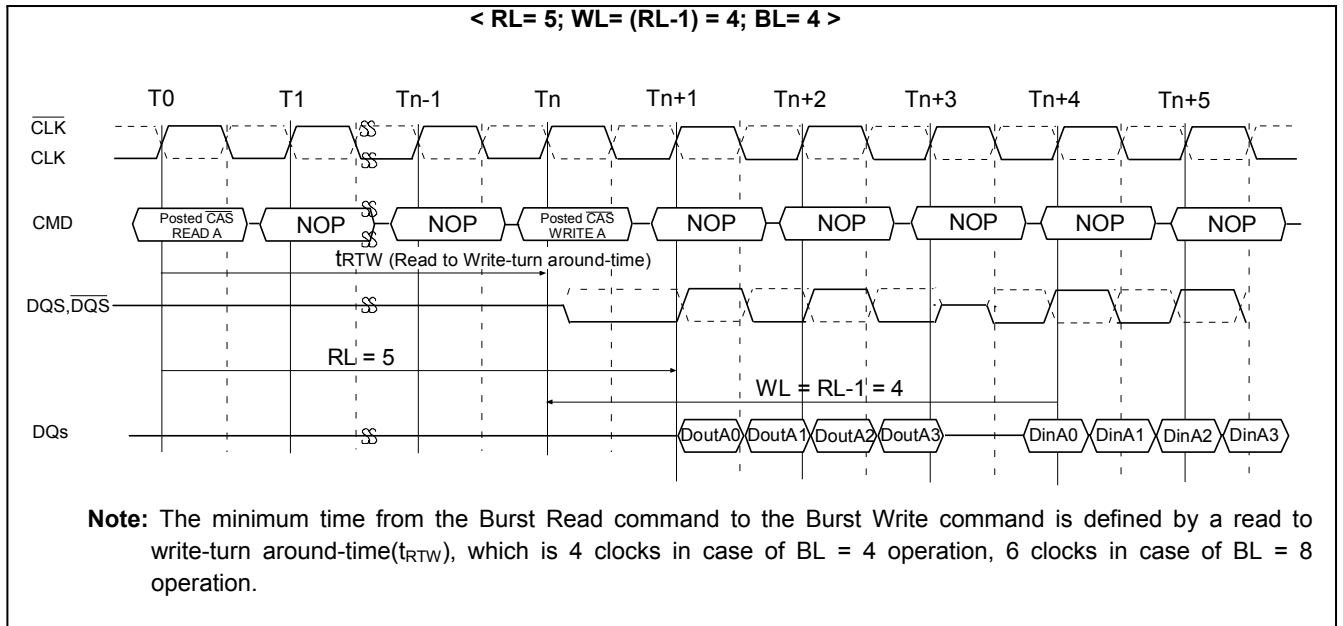 < RL= 5; WL= (RL-1) = 4; BL= 4 >
T0 T1 Tn-1 Tn Tn+1 Tn+2 Tn+3 Tn+4 Tn+5
CLK
CLK
CMD
Posted CAS
READ A
NOP
NOP
Posted CAS
WRITE A
NOP
NOP
NOP
NOP
NOP
tRTW (Read to Write-turn around-time)
DQS,DQS
RL = 5
WL = RL-1 = 4
DQs
DoutA0 DoutA1 DoutA2 DoutA3 DinA0 DinA1 DinA2 DinA3
Note: The minimum time from the Burst Read command to the Burst Write command is defined by a read to
write-turn around-time(tRTW), which is 4 clocks in case of BL = 4 operation, 6 clocks in case of BL = 8
operation.